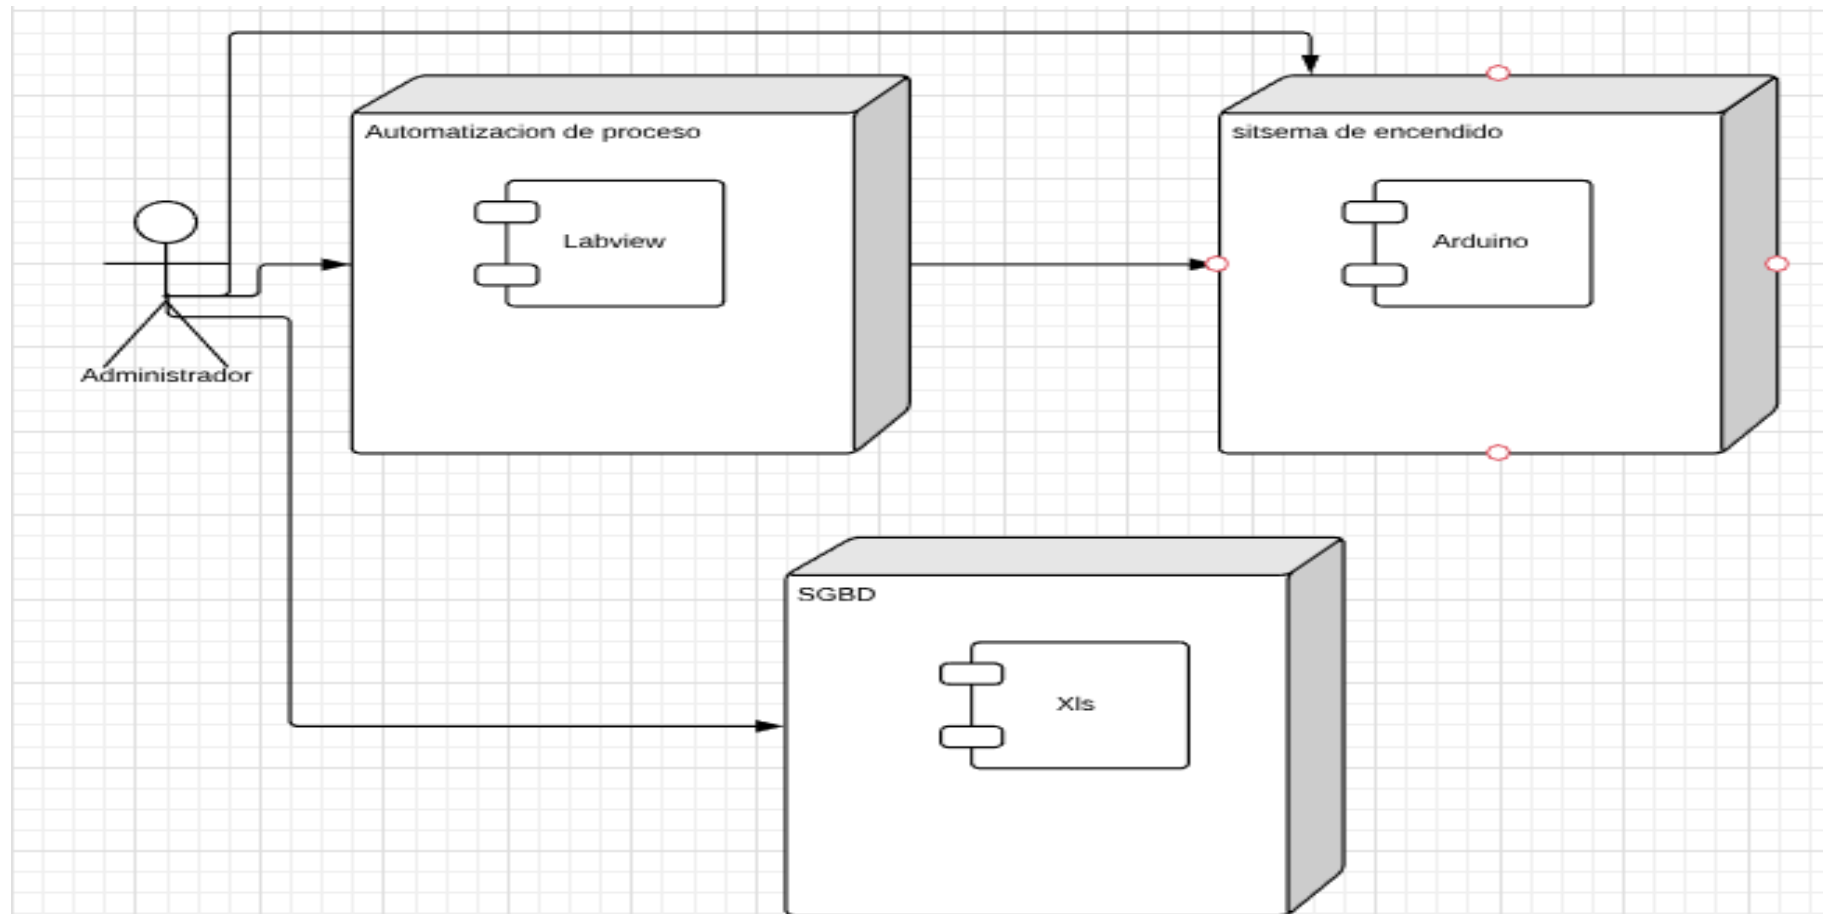 Automatizacion de proceso
sitsema de encendido
Labview
Arduino
Administrador
SGBD
Xls